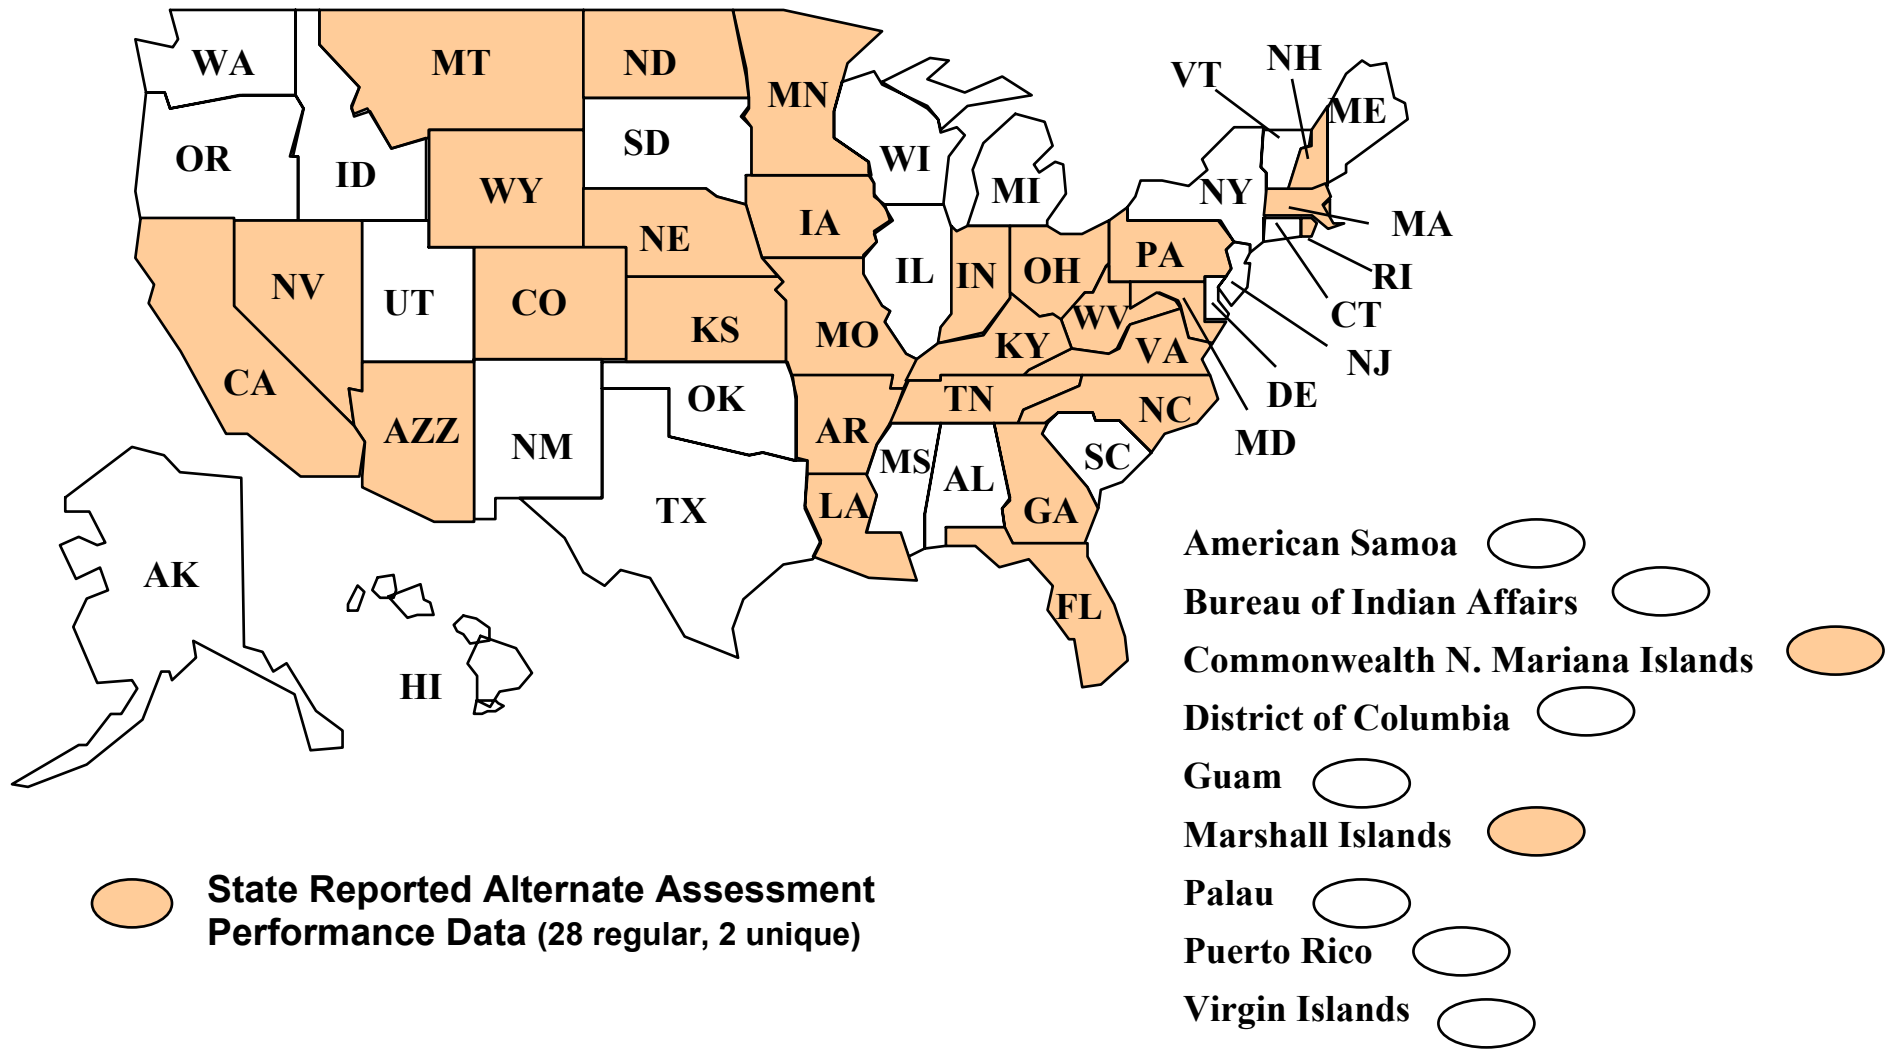 WA
MT
ND
MN
VT
NH
ME
OR
ID
SD
WI
MI
NY
WY
MA
NV
UT
CO
NE
IA
IL
IN
OH
PA
RI
CT
KS
MO
KY
WV
VA
NJ
CA
AZZ
NM
OK
AR
TN
NC
DE
MD
MS
AL
SC
TX
LA
GA
AK
HI
FL
American Samoa
Bureau of Indian Affairs
Commonwealth N. Mariana Islands
District of Columbia
Guam
Marshall Islands
Palau
Puerto Rico
Virgin Islands
State Reported Alternate Assessment
Performance Data (28 regular, 2 unique)